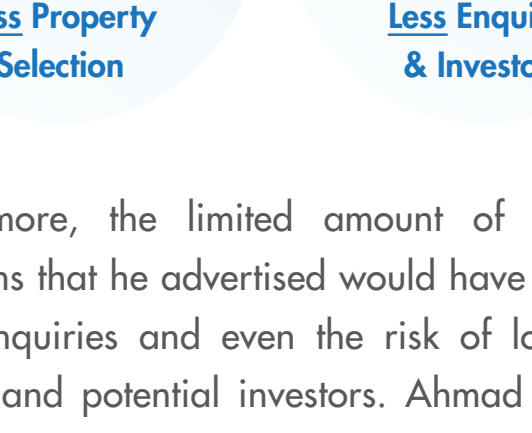 ss Property
Less Enqui
Selection
& Investo
more, the limited amount of
ns that he advertised would have
nquiries and even the risk of lo
and potential investors. Ahmad